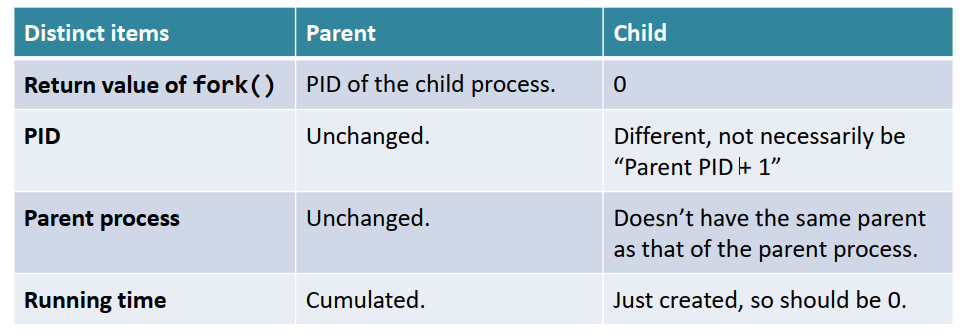 Distinct items Parent Child
Return value of fork() PID of the child process. 0
PID Unchanged. Different, not necessarily be
“Parent PID + 1”
Parent process Unchanged. Doesn’t have the same parent
as that of the parent process.
Running time Cumulated. Just created, so should be 0.